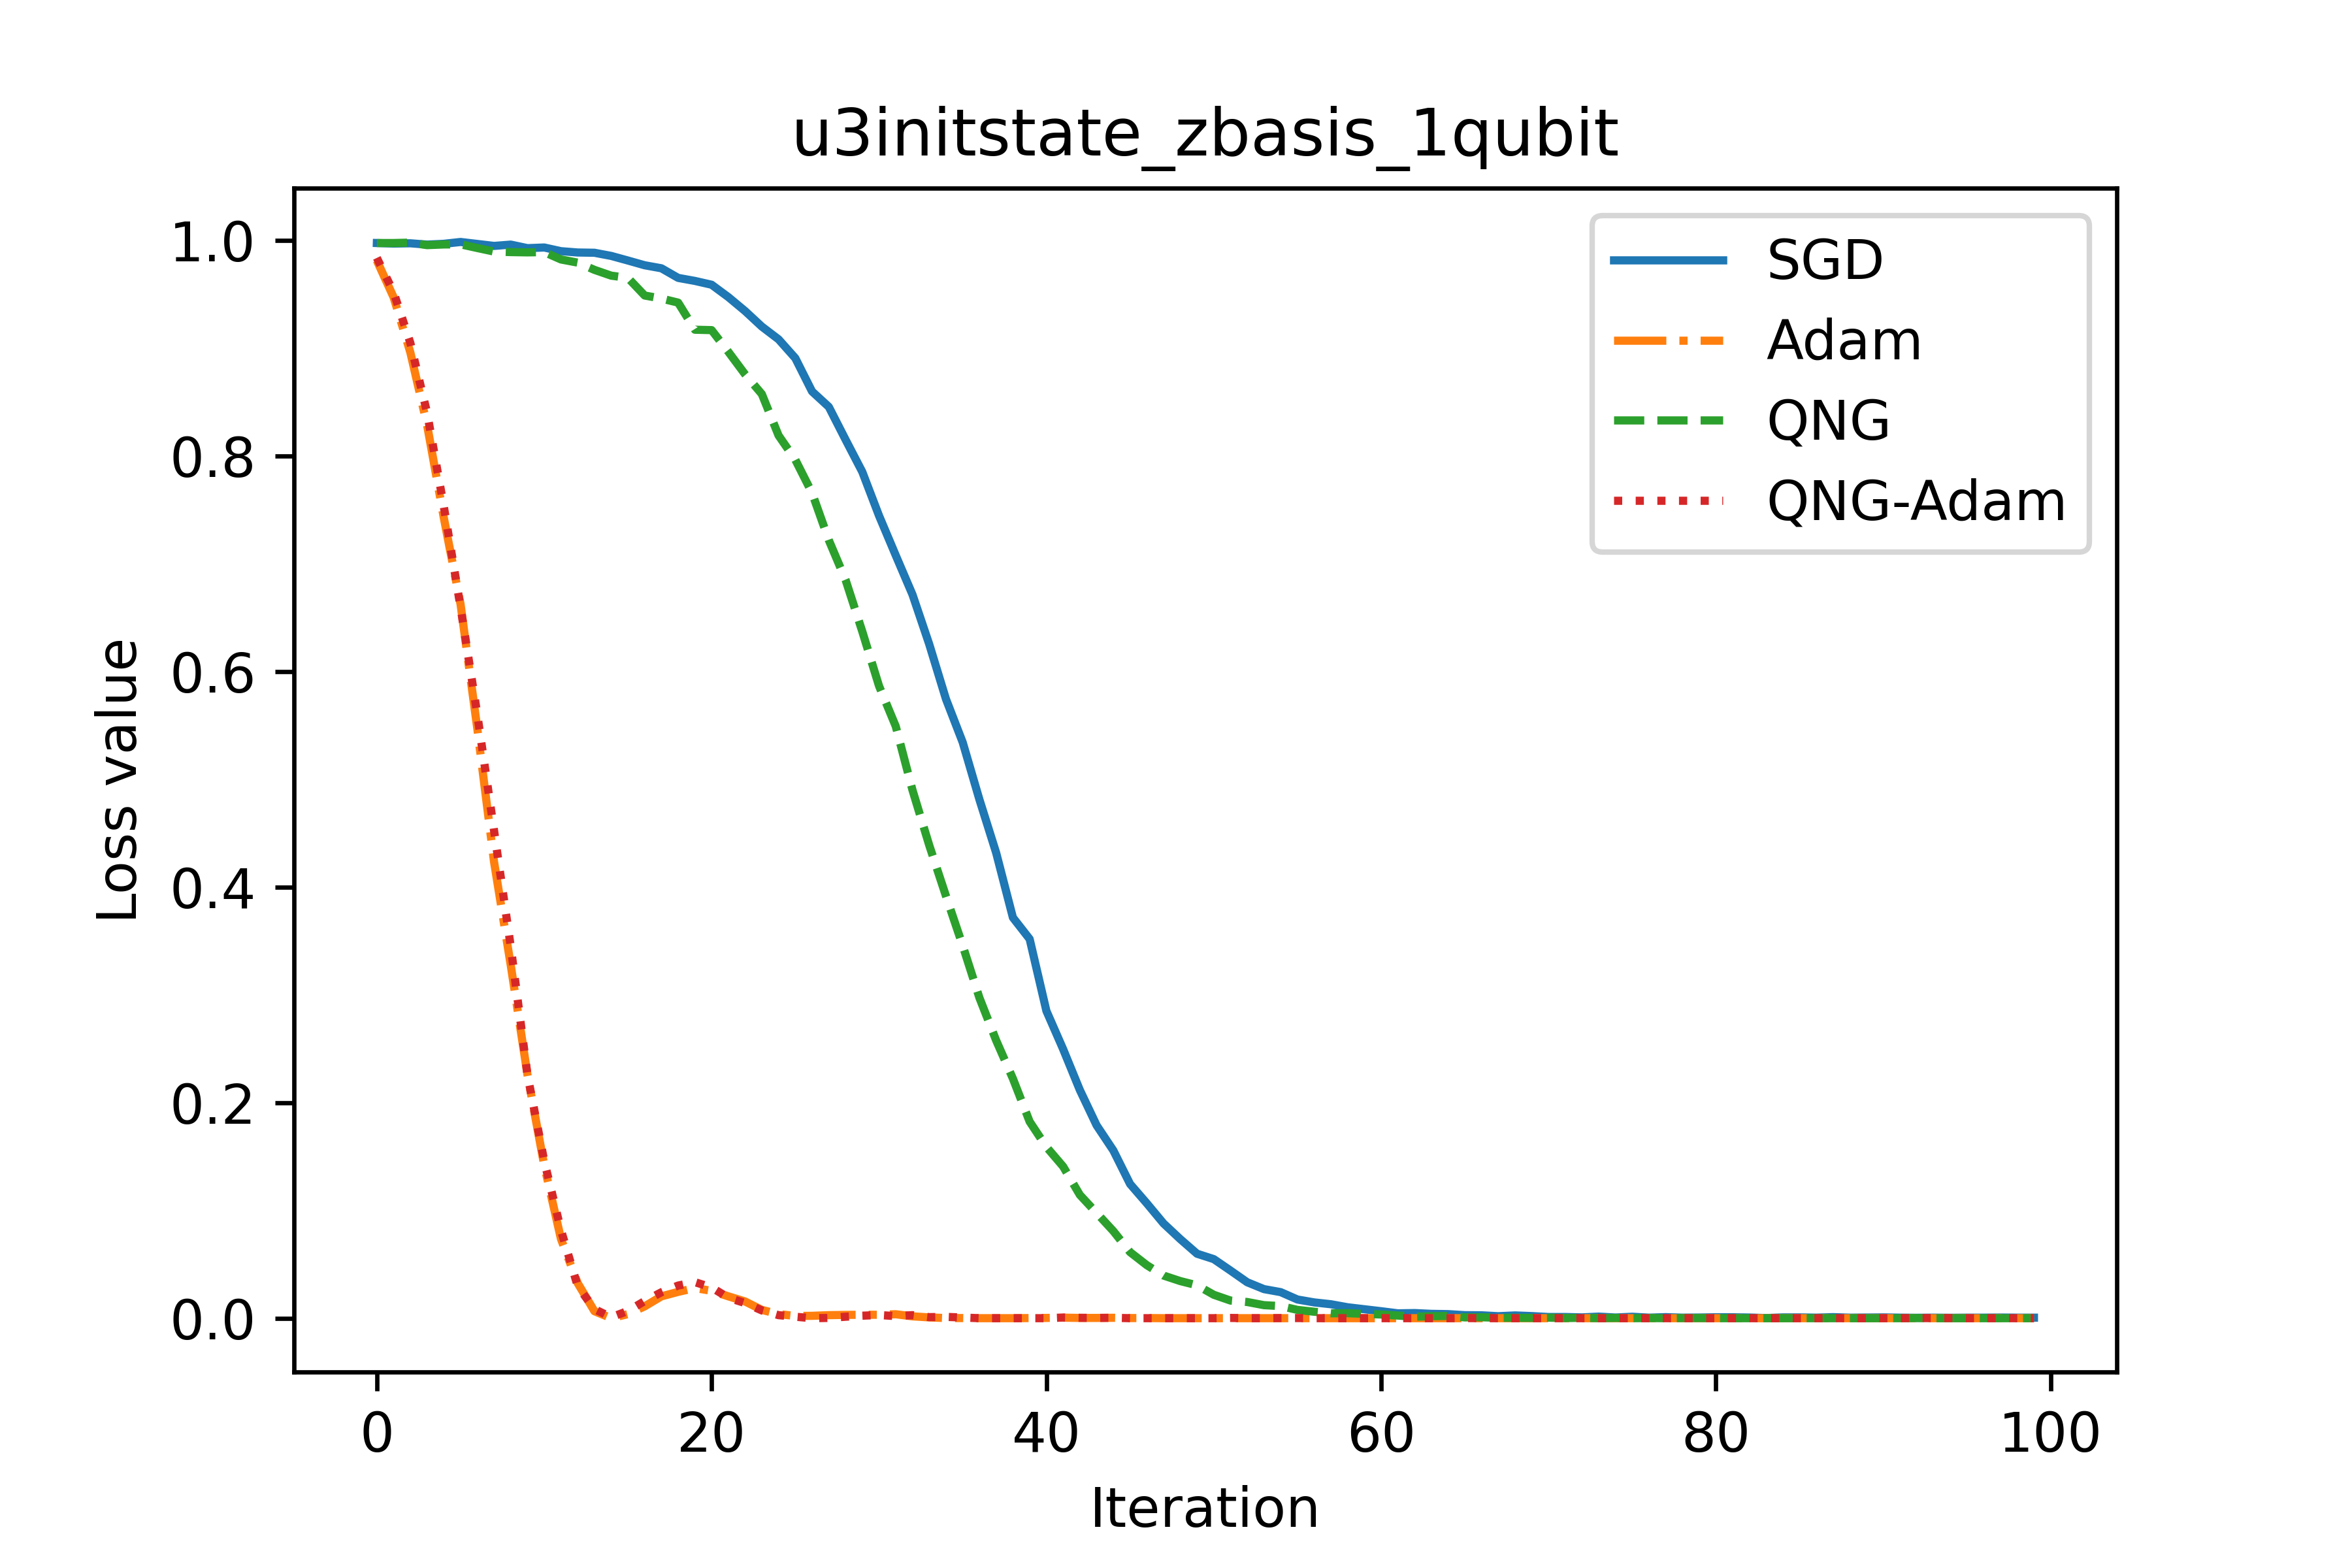 u3initstate_zbasis_1qubit
1.0
0.8
0.6
0.4
0.2
0.0
Loss value
SGD
Adam
QNG
QNG-Adam
0 20 40 60 80 100
Iteration